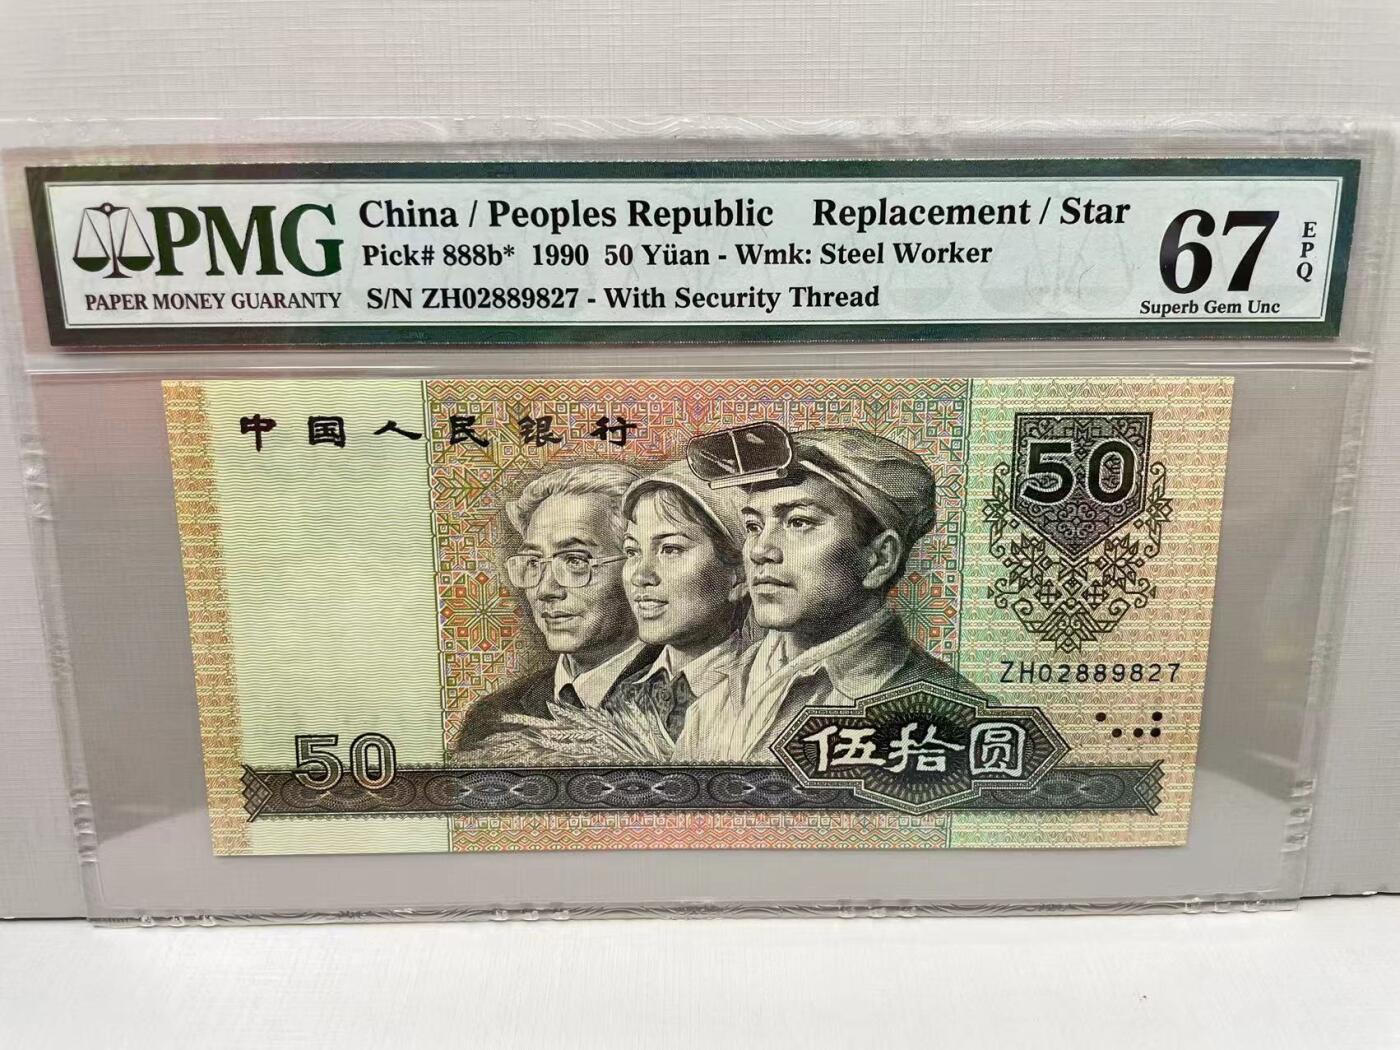 PMG
PAPER MONEY GUARANTY
China / Peoples Republic Replacement / Star
Pick# 888b* 1990 50 Yüan - Wmk: Steel Worker
S/N ZH02889827 - With Security Thread
67
EPQ
Superb Gem Unc
中国人民银行
50
ZH02889827
50
伍拾圆